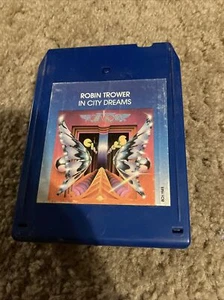 ROBIN TROWER
IN CITY DREAMS